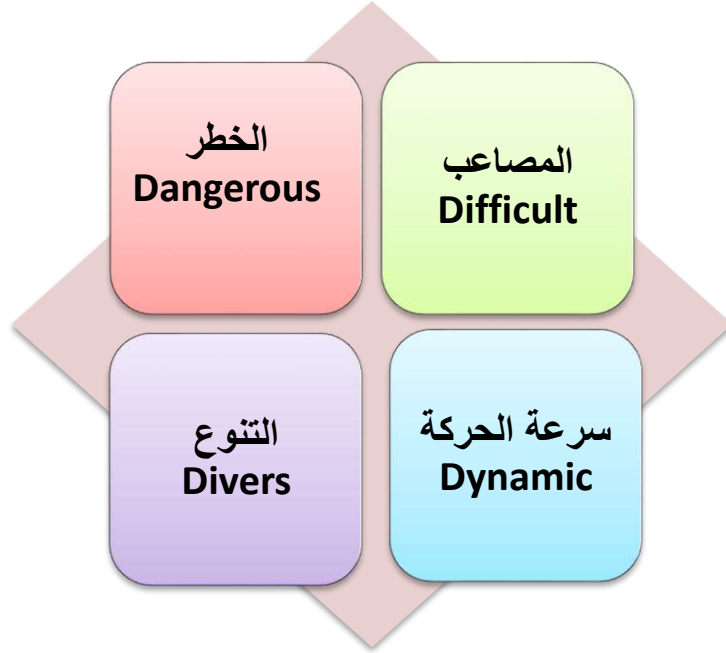 الخطر
Dangerous
المصاعب
Difficult
التنوع
Divers
سرعة الحركة
Dynamic